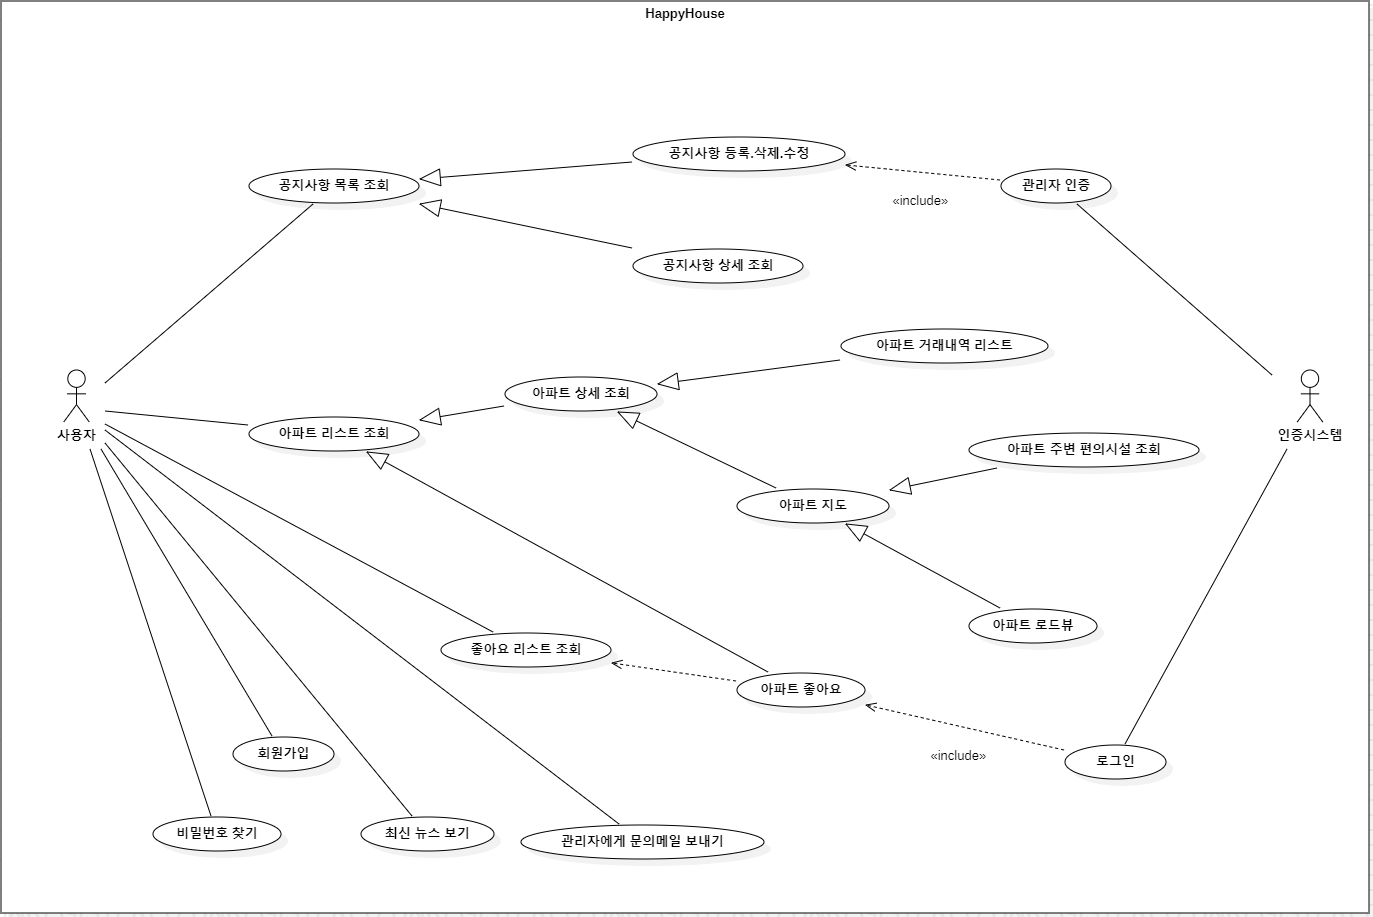 HappyHouse
공지사항 등록.삭제.수정
공지사항 목록 조회
관리자 인증
«include»
공지사항 상세 조회
아파트 거래내역 리스트
아파트 상세 조회
사용자
아파트 리스트 조회
인증시스템
아파트 주변 편의시설 조회
아파트 지도
아파트 로드뷰
좋아요 리스트 조회
아파트 좋아요
회원가입
«include»
로그인
비밀번호 찾기
최신 뉴스 보기
관리자에게 문의메일 보내기